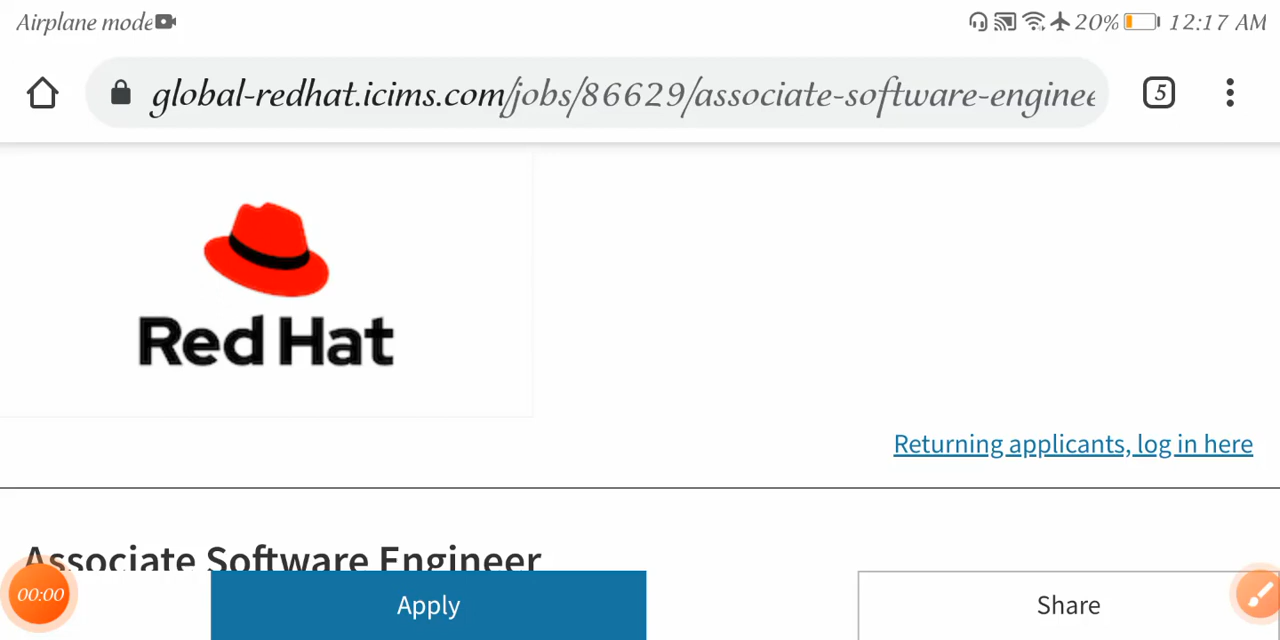 Airplane mode 20% 12:17 AM
global-redhat.icims.com/jobs/86629/associate-software-enginee 5
Red Hat
Returning applicants, log in here
Associate Software Engineer
00:00 Apply Share